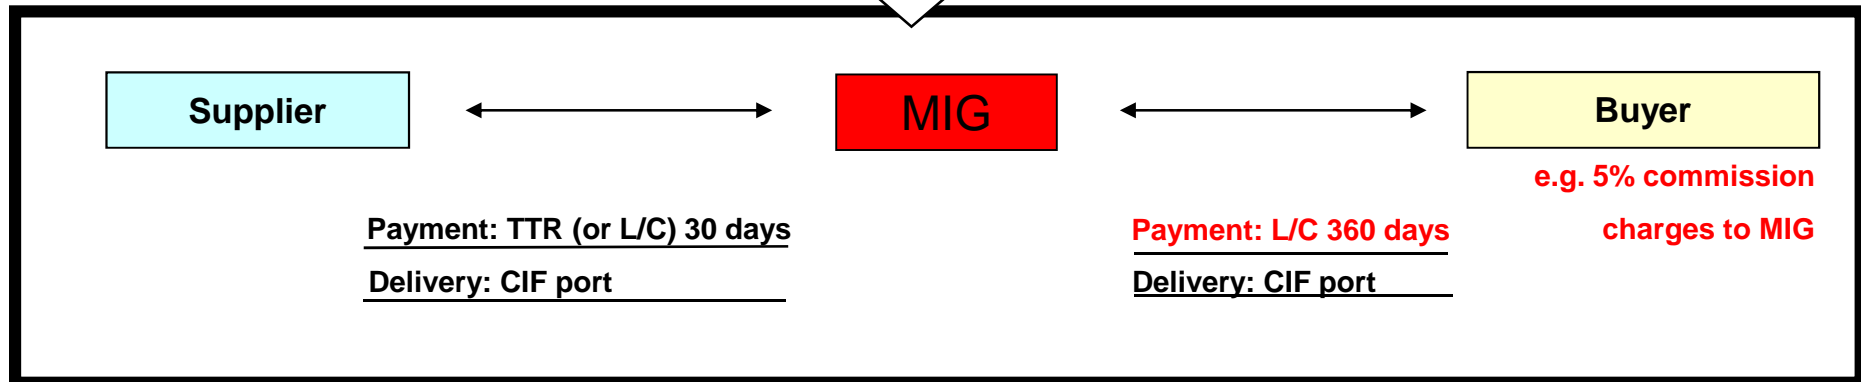 Supplier
MIG
Buyer
e.g. 5% commission
charges to MIG
Payment: TTR (or L/C) 30 days
Delivery: CIF port
Payment: L/C 360 days
Delivery: CIF port